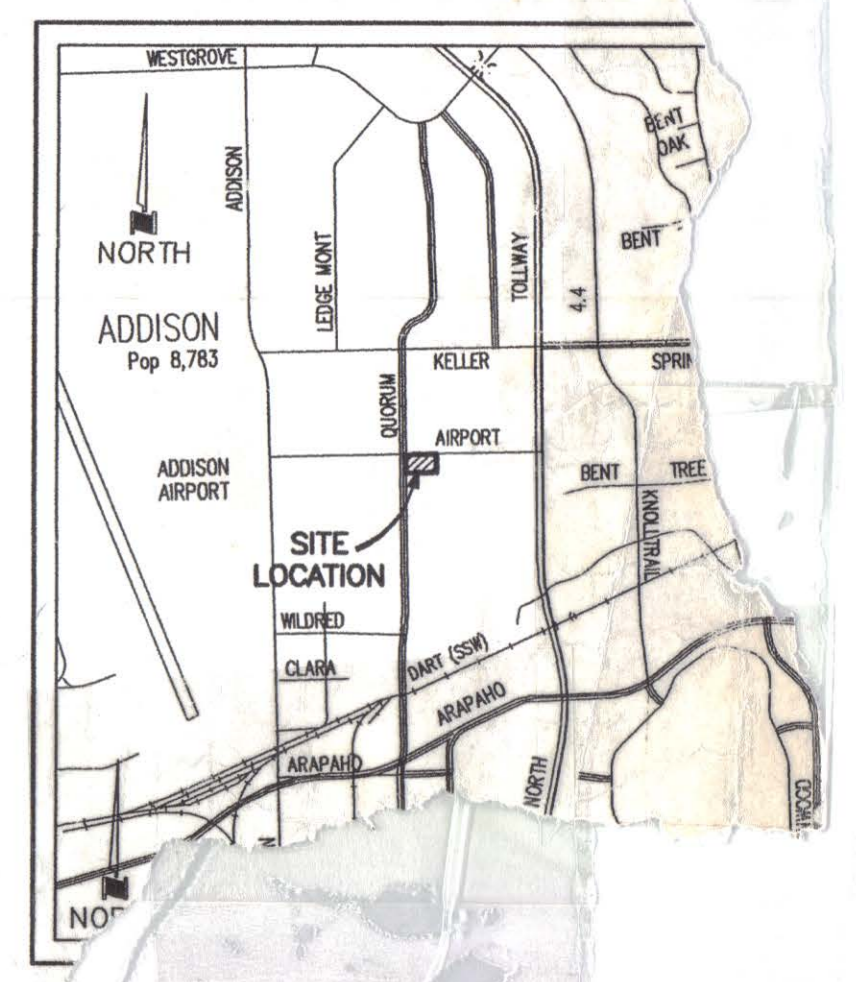 WESTGROVE
BENT
OAK
ADDISON
NORTH
BENT
LEDGE MONT
TOLLWAY
4.4
ADDISON
Pop 8,783
KELLER
QUORUM
AIRPORT
ADDISON
AIRPORT
BENT TREE
KNOLLTRAIL
SITE
LOCATION
WILDRED
CLARA
DART (SSW)
ARAPAHO
ARAPAHO
NORTH